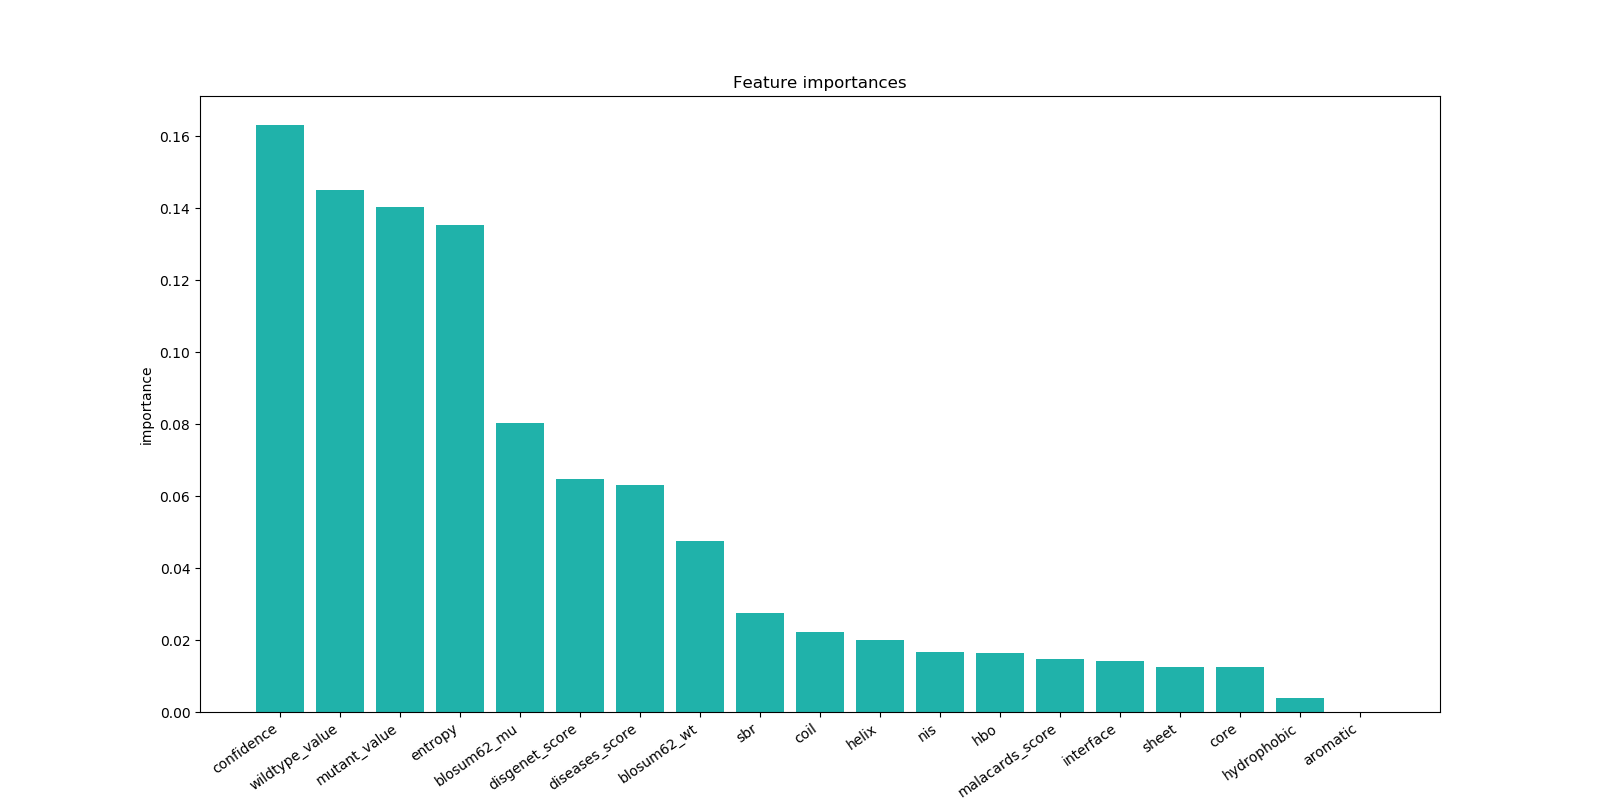 Feature importances
importance
0.16
0.14
0.12
0.10
0.08
0.06
0.04
0.02
0.00
confidence
wildtype_value
mutant_value
entropy
blosum62_mu
disgenet_score
diseases_score
blosum62_wt
sbr
coil
helix
nis
hbo
malacards_score
interface
sheet
core
hydrophobic
aromatic